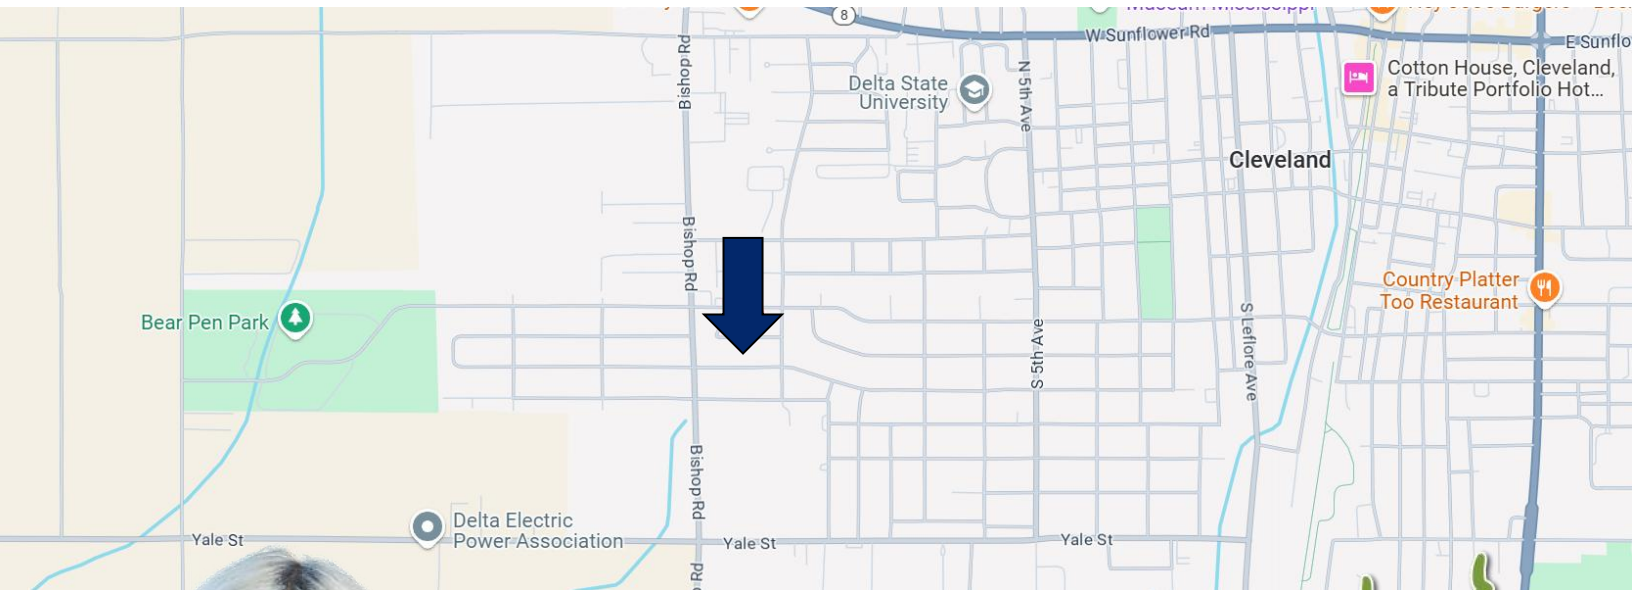 8
W Sunflower Rd
E Sunflo
Bishop Rd
N 5th Ave
Delta State
University
Cotton House, Cleveland,
a Tribute Portfolio Hot...
Cleveland
Bishop Rd
Country Platter
Too Restaurant
Bear Pen Park
S 5th Ave
S Leflore Ave
Bishop Rd
Delta Electric
Power Association
Yale St
Yale St
Yale St
Rd